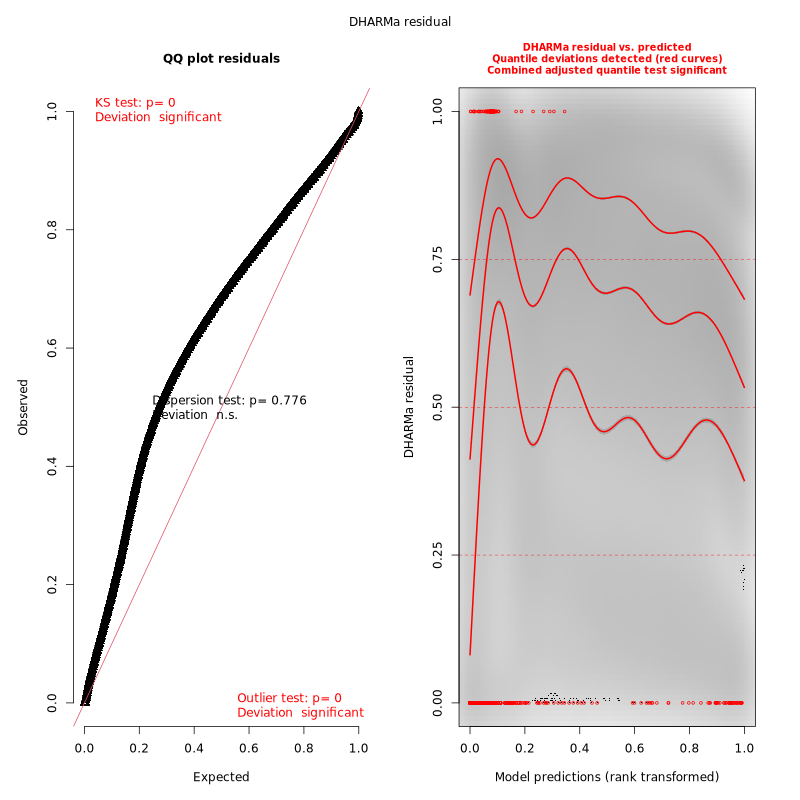 DHARMa residual
QQ plot residuals
KS test: p= 0
Deviation  significant
Dispersion test: p= 0.776
Deviation  n.s.
Outlier test: p= 0
Deviation  significant
Observed
0.0
0.2
0.4
0.6
0.8
1.0
0.0 0.2 0.4 0.6 0.8 1.0
Expected
DHARMa residual vs. predicted
Quantile deviations detected (red curves)
Combined adjusted quantile test significant
DHARMa residual
0.00
0.25
0.50
0.75
1.00
0.0 0.2 0.4 0.6 0.8 1.0
Model predictions (rank transformed)